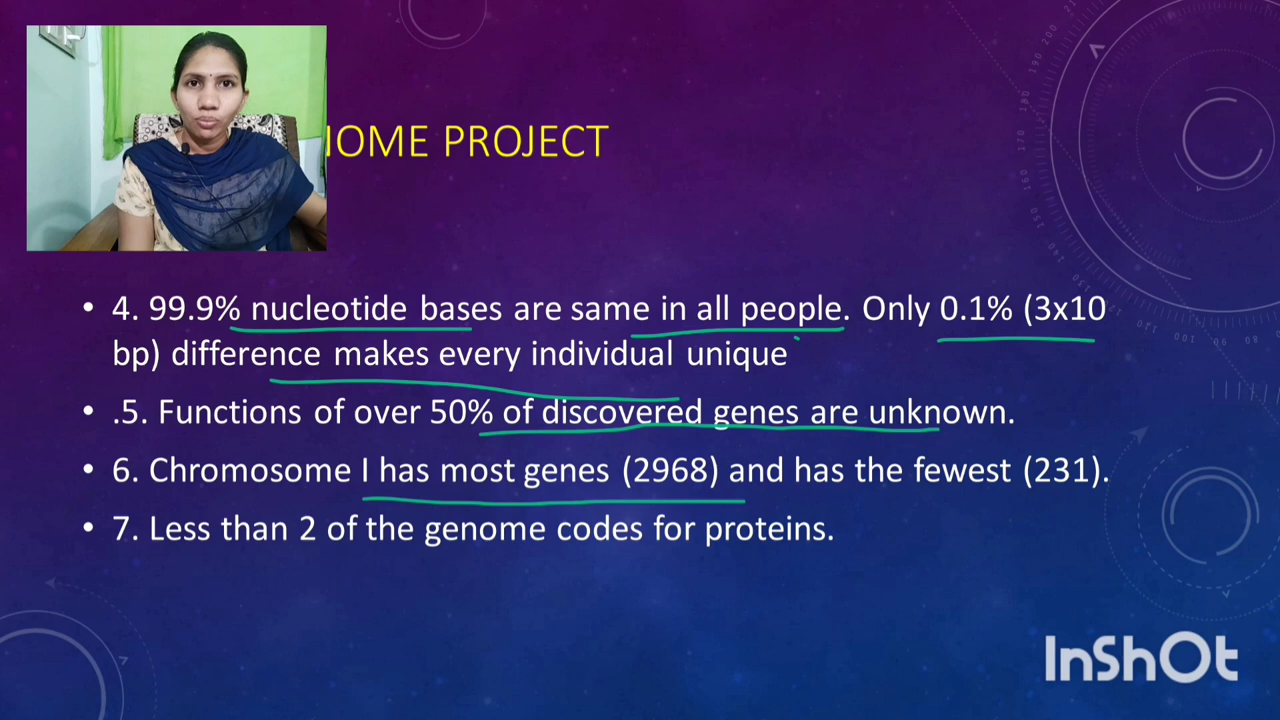 OME PROJECT
• 4. 99.9% nucleotide bases are same in all people. Only 0.1% (3x10
bp) difference makes every individual unique
• .5. Functions of over 50% of discovered genes are unknown.
• 6. Chromosome I has most genes (2968) and has the fewest (231).
• 7. Less than 2 of the genome codes for proteins.
InShOt